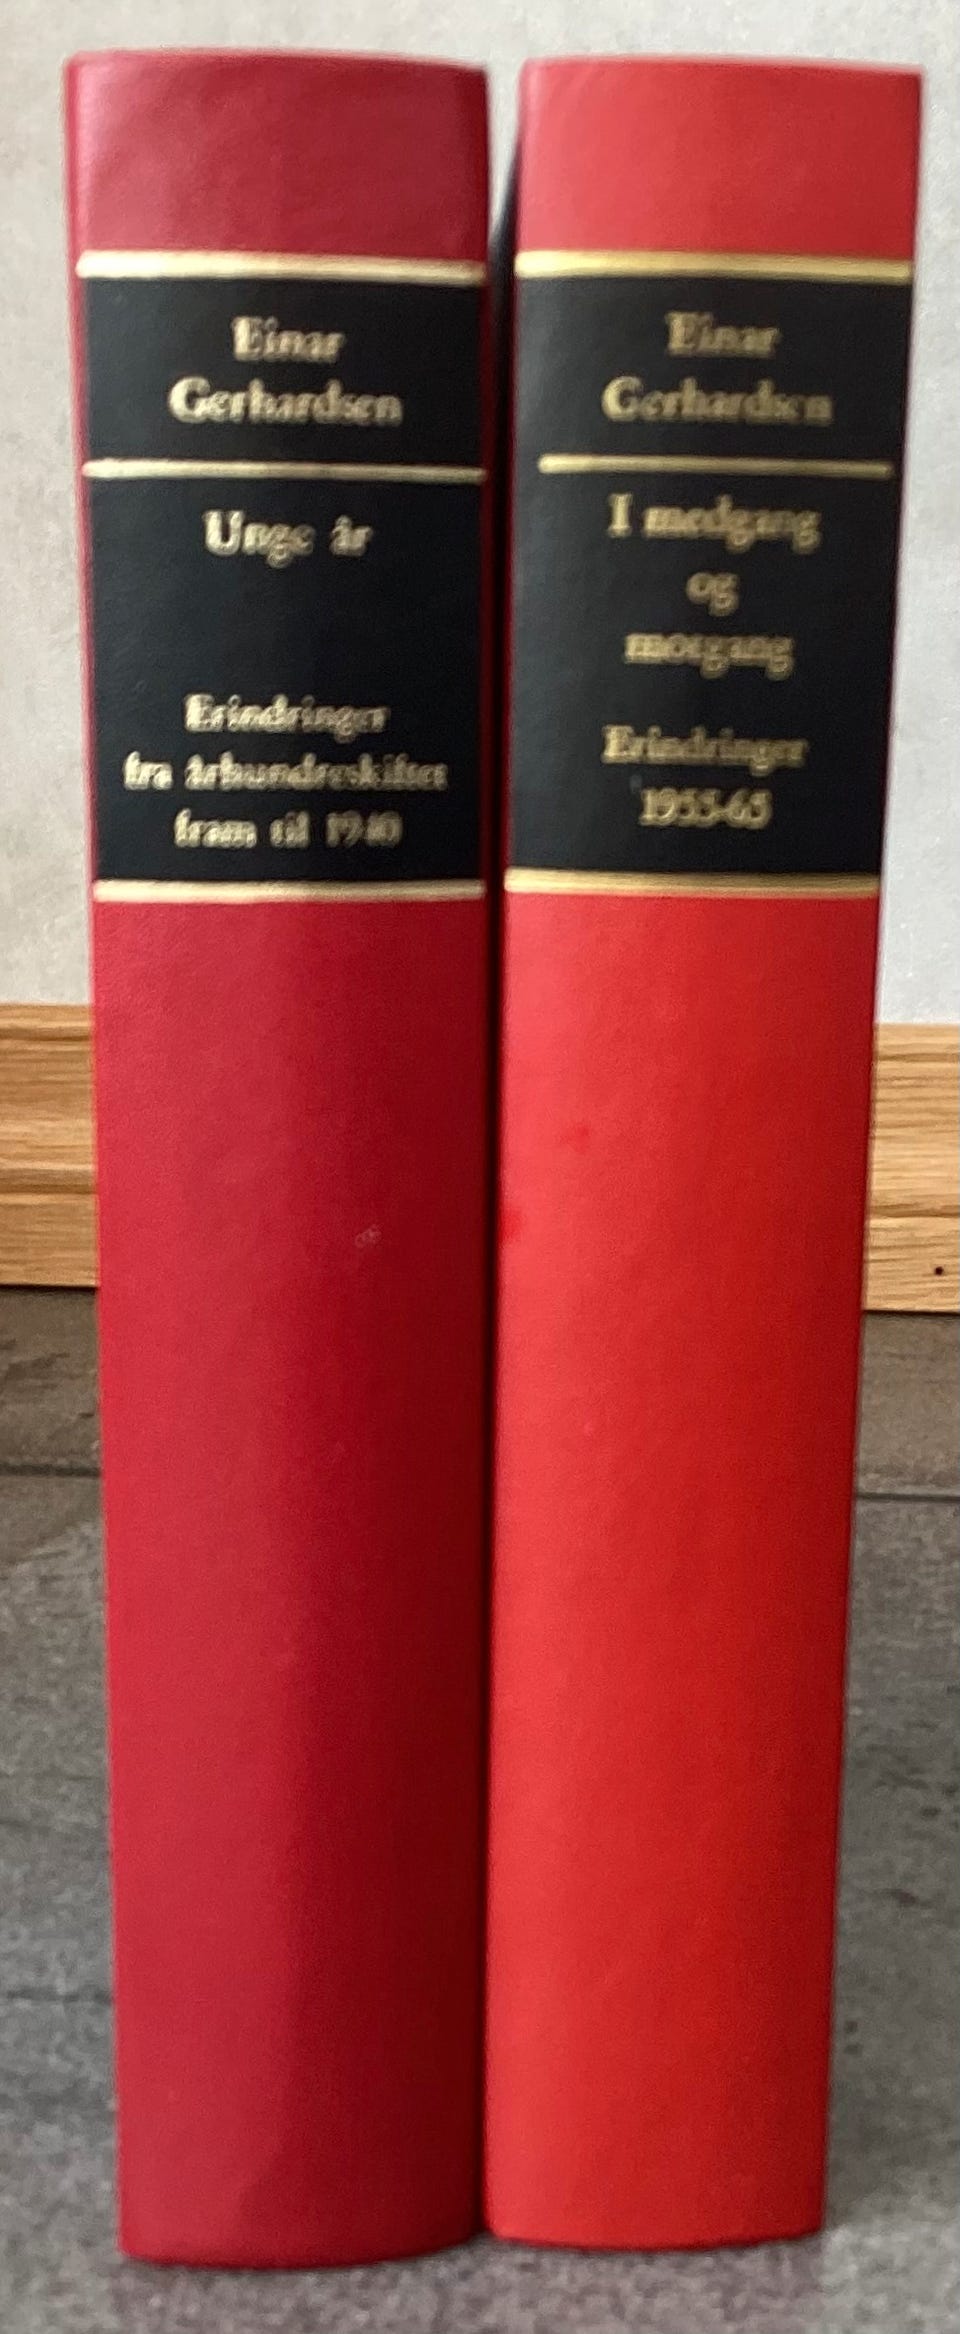 Einar
Gerhardsen
Unge år
Erindringer
fra århundreskiftet
fram til 1940
Einar
Gerhardsen
I medgang
og
motgang
Erindringer
1955-65